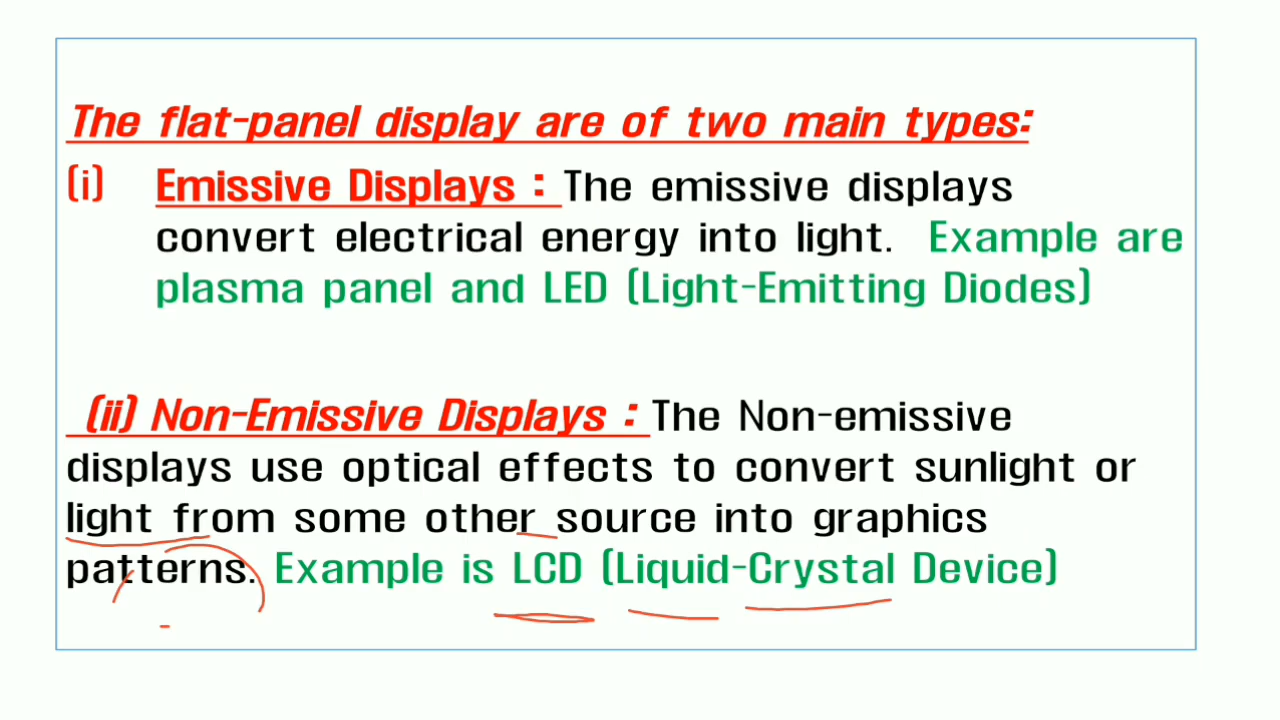 The flat-panel display are of two main types:
(i) Emissive Displays : The emissive displays
convert electrical energy into light. Example are
plasma panel and LED (Light-Emitting Diodes)
(ii) Non-Emissive Displays : The Non-emissive
displays use optical effects to convert sunlight or
light from some other source into graphics
patterns. Example is LCD (Liquid-Crystal Device)